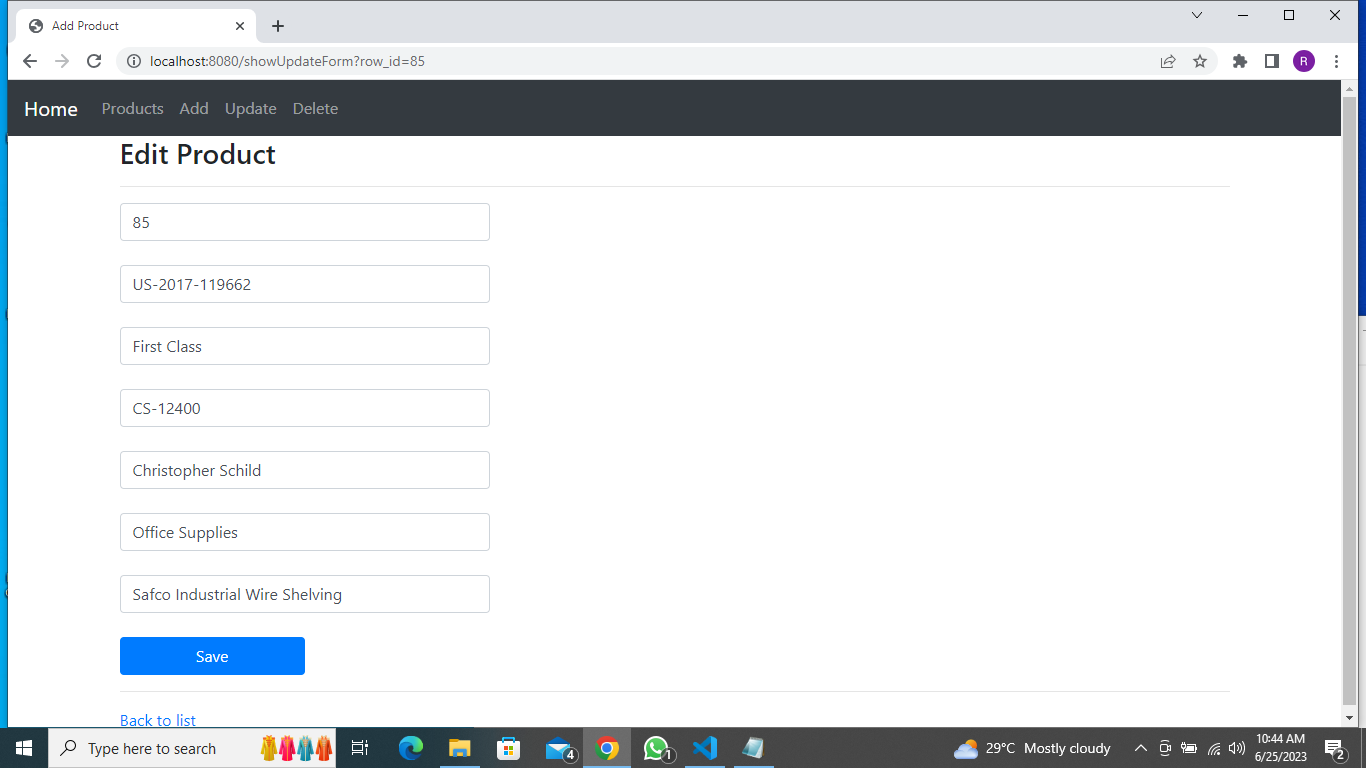 Add Product
localhost:8080/showUpdateForm?row_id=85
R
Home Products Add Update Delete
Edit Product
85
US-2017-119662
First Class
CS-12400
Christopher Schild
Office Supplies
Safco Industrial Wire Shelving
Save
Back to list
Type here to search
4
1
29°C Mostly cloudy
10:44 AM
6/25/2023
2